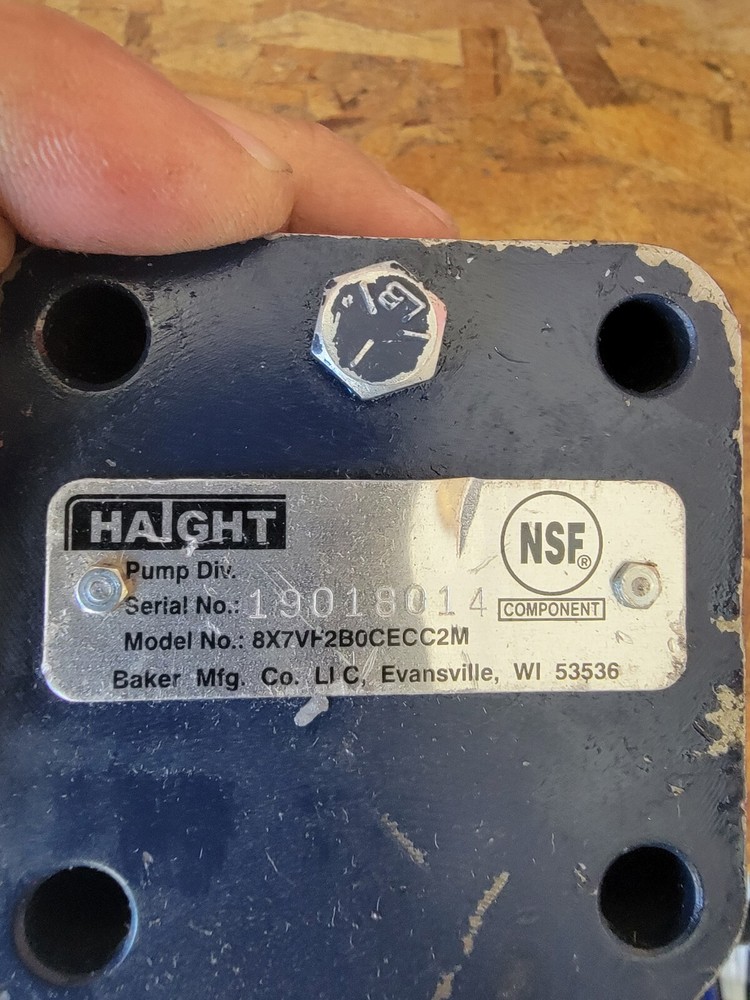 HAIGHT
Pump Div.
Serial No.: 19018014
Model No.: 8X7VF2B0CECC2M
Baker Mfg. Co. LLC, Evansville, WI 53536
NSF®
COMPONENT